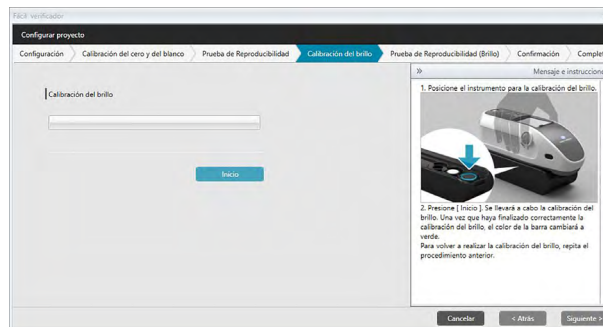 Fácil verificador
Configurar proyecto
Configuración
Calibración del cero y del blanco
Prueba de Reproducibilidad
Calibración del brillo
Prueba de Reproducibilidad (Brillo)
Confirmación
Complet
Calibración del brillo
Inicio
» Mensaje e instruccione
1. Posicione el instrumento para la calibración del brillo.
2. Presione [ Inicio ]. Se llevará a cabo la calibración del
brillo. Una vez que haya finalizado correctamente la
calibración del brillo, el color de la barra cambiará a
verde.
Para volver a realizar la calibración del brillo, repita el
procedimiento anterior.
Cancelar
< Atrás
Siguiente >